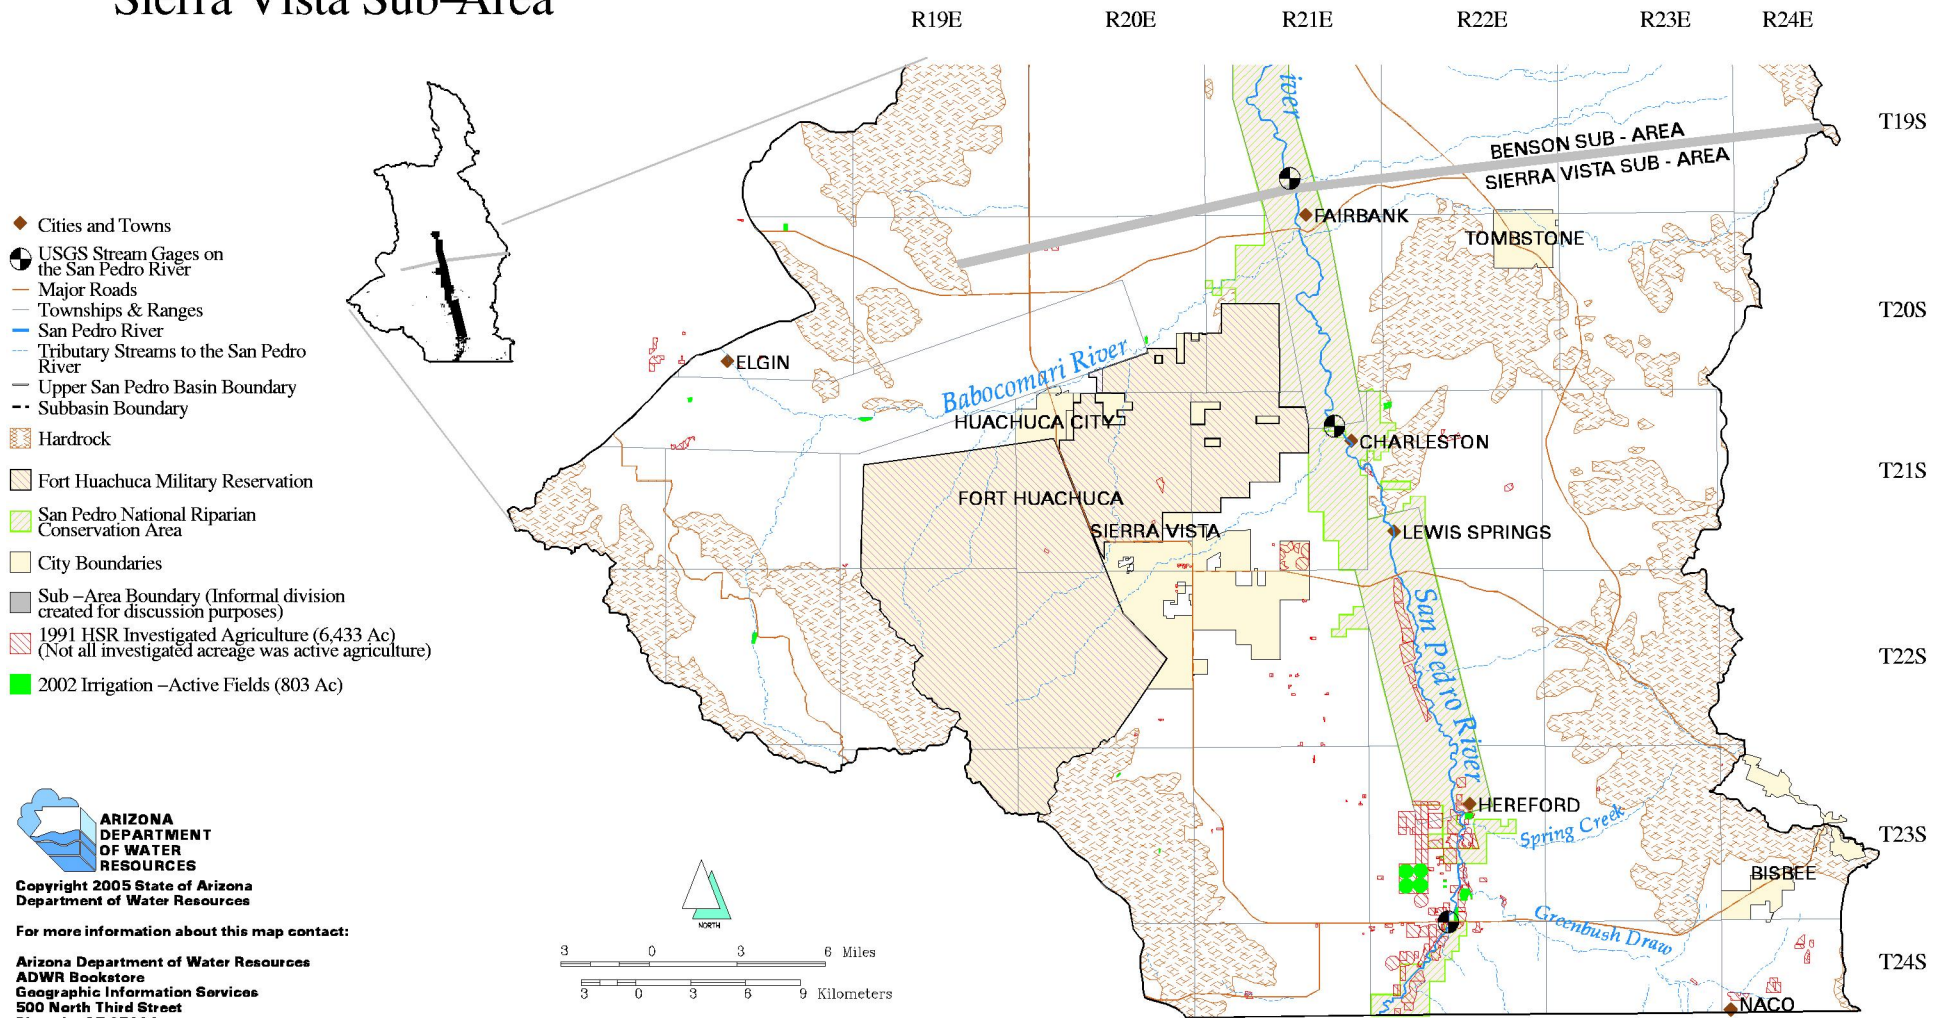 Sierra Vista Sub-Area
R19E R20E R21E R22E R23E R24E
iver
T19S
BENSON SUB - AREA
SIERRA VISTA SUB - AREA
FAIRBANK
TOMBSTONE
Cities and Towns
USGS Stream Gages on
the San Pedro River
Major Roads
Townships & Ranges
San Pedro River
Tributary Streams to the San Pedro
River
Upper San Pedro Basin Boundary
Subbasin Boundary
Hardrock
Fort Huachuca Military Reservation
San Pedro National Riparian
Conservation Area
City Boundaries
Sub –Area Boundary (Informal division
created for discussion purposes)
1991 HSR Investigated Agriculture (6,433 Ac)
(Not all investigated acreage was active agriculture)
2002 Irrigation –Active Fields (803 Ac)
T20S
ELGIN
Babocomari River
HUACHUCA CITY
CHARLESTON
T21S
FORT HUACHUCA
SIERRA VISTA
LEWIS SPRINGS
San Pedro River
T22S
HEREFORD
Spring Creek
T23S
BISBEE
Greenbush Draw
T24S
NACO
ARIZONA
DEPARTMENT
OF WATER
RESOURCES
Copyright 2005 State of Arizona
Department of Water Resources
For more information about this map contact:
Arizona Department of Water Resources
ADWR Bookstore
Geographic Information Services
500 North Third Street
NORTH
3 0 3 6 Miles
3 0 3 6 9 Kilometers